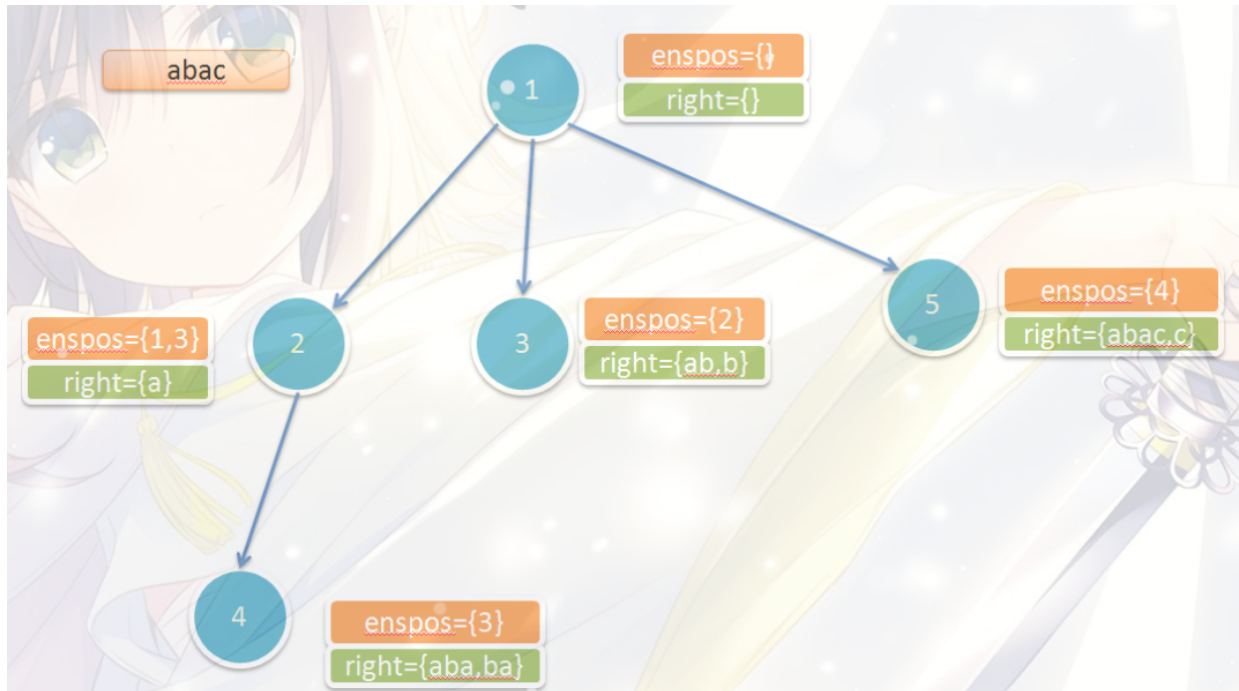 abac
1
enspos={}
right={}
2
enspos={1,3}
right={a}
3
enspos={2}
right={ab,b}
5
enspos={4}
right={abac,c}
4
enspos={3}
right={aba,ba}